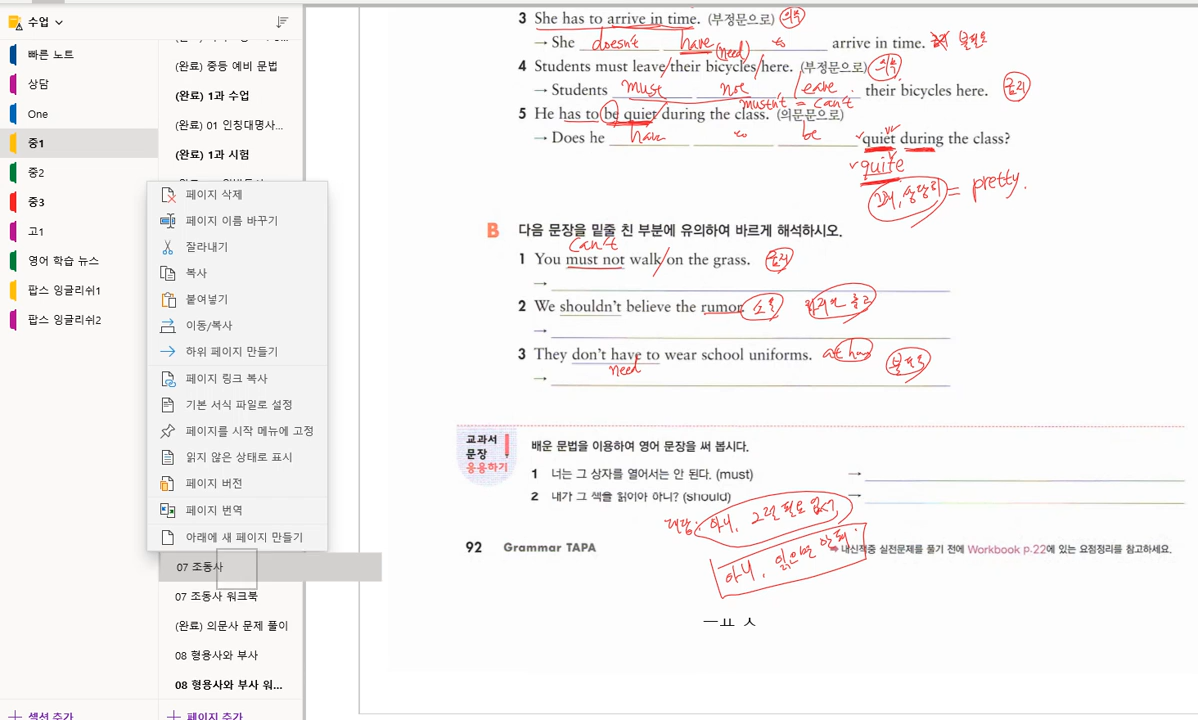 수업
빠른 노트
상담
One
중1
중2
중3
고1
영어 학습 뉴스
팝스 잉글리쉬1
팝스 잉글리쉬2
섹션 추가
(완료) 중등 예비 문법
(완료) 1과 수업
(완료) 01 인칭대명사...
(완료) 1과 시험
페이지 삭제
페이지 이름 바꾸기
잘라내기
복사
붙여넣기
이동/복사
하위 페이지 만들기
페이지 링크 복사
기본 서식 파일로 설정
페이지를 시작 메뉴에 고정
읽지 않은 상태로 표시
페이지 버전
페이지 번역
아래에 새 페이지 만들기
07 조동사
07 조동사 워크북
(완료) 의문사 문제 풀이
08 형용사와 부사
08 형용사와 부사 워...
페이지 추가
3 She has to arrive in time. (부정문으로) 의무
→ She doesn't have to arrive in time. 불필요
(need)
4 Students must leave their bicycles here. (부정문으로) 의무
→ Students must not leave their bicycles here. 금지
mustn't = can't
5 He has to be quiet during the class. (의문문으로)
→ Does he have to be quiet during the class?
quite
꽤, 상당히 = pretty.
B 다음 문장을 밑줄 친 부분에 유의하여 바르게 해석하시오.
can't
1 You must not walk on the grass. 금지
→
2 We shouldn't believe the rumor. 소문
→
3 They don't have to wear school uniforms.
need 불필요
→
교과서
문장
응용하기
배운 문법을 이용하여 영어 문장을 써 봅시다.
1 너는 그 상자를 열어서는 안 된다. (must) →
2 내가 그 책을 읽어야 하니? (should) →
대답: 아니, 그럴 필요 없어
아니, 읽으면 안 돼.
92 Grammar TAPA
내신적중 실전문제를 풀기 전에 Workbook p.22에 있는 요점정리를 참고하세요.